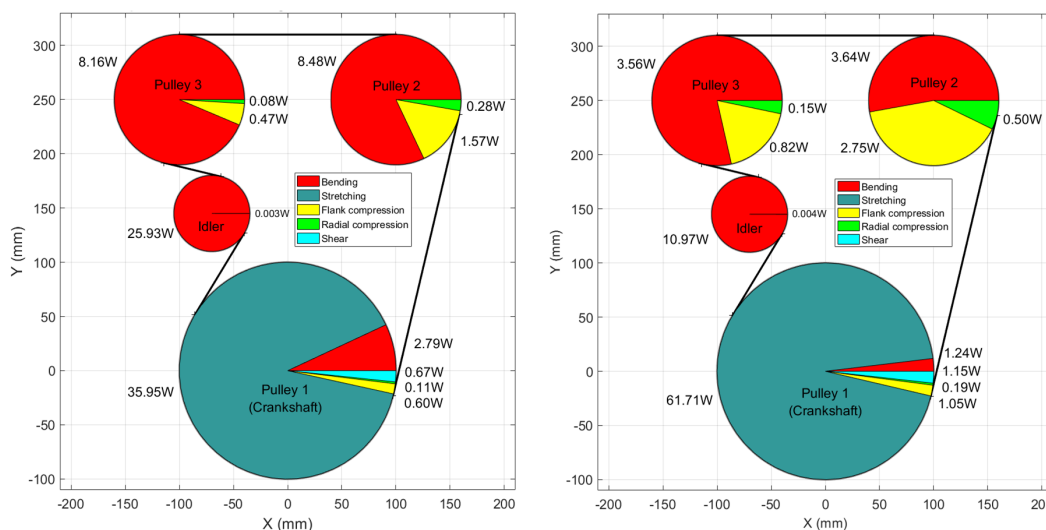 300
250
200
150
100
50
0
-50
-100
Y (mm)
-200
-150
-100
-50
0
50
100
150
200
X (mm)
8.16W
Pulley 3
0.08W
0.47W
8.48W
Pulley 2
0.28W
1.57W
Bending
Stretching
Flank compression
Radial compression
Shear
Idler
0.003W
25.93W
2.79W
0.67W
0.11W
0.60W
35.95W
Pulley 1
(Crankshaft)
300
250
200
150
100
50
0
-50
-100
Y (mm)
-200
-150
-100
-50
0
50
100
150
200
X (mm)
3.56W
Pulley 3
0.15W
0.82W
3.64W
Pulley 2
0.50W
2.75W
Bending
Stretching
Flank compression
Radial compression
Shear
Idler
0.004W
10.97W
1.24W
1.15W
0.19W
1.05W
61.71W
Pulley 1
(Crankshaft)